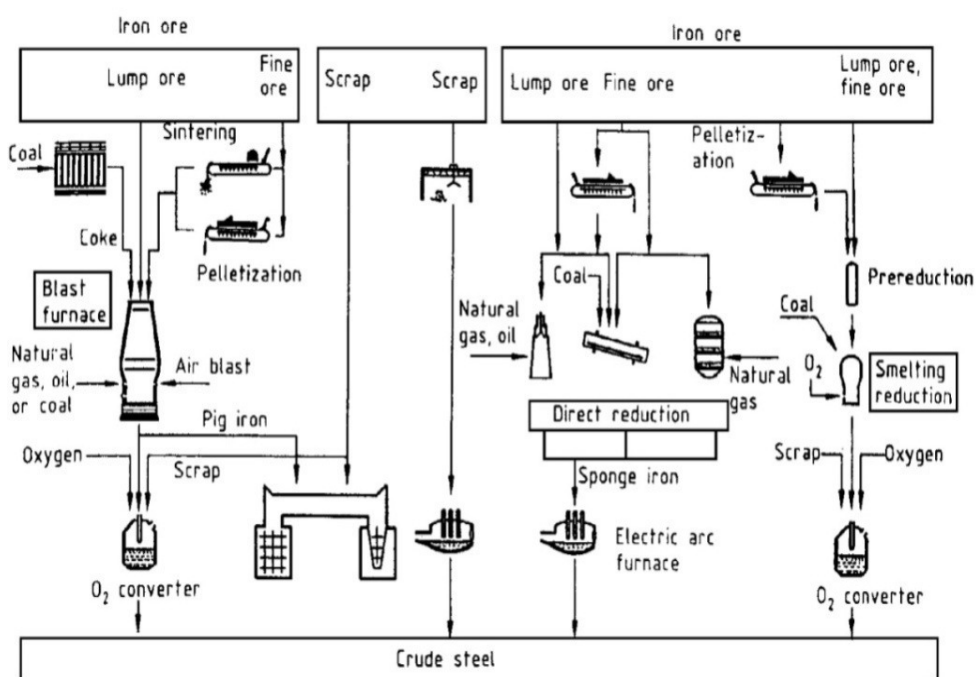 Iron ore
Lump ore
Fine
ore
Scrap
Scrap
Iron ore
Lump ore
Fine ore
Lump ore,
fine ore
Coal
Sintering
Coke
Pelletization
Pelletiz-
ation
Blast
furnace
Natural
gas, oil,
or coal
Air blast
Natural
gas, oil
Coal
Natural
gas
Prereduction
Coal
O2
Smelting
reduction
Direct reduction
Pig iron
Oxygen
Scrap
Sponge iron
Scrap
Oxygen
Electric arc
furnace
O2 converter
O2 converter
Crude steel